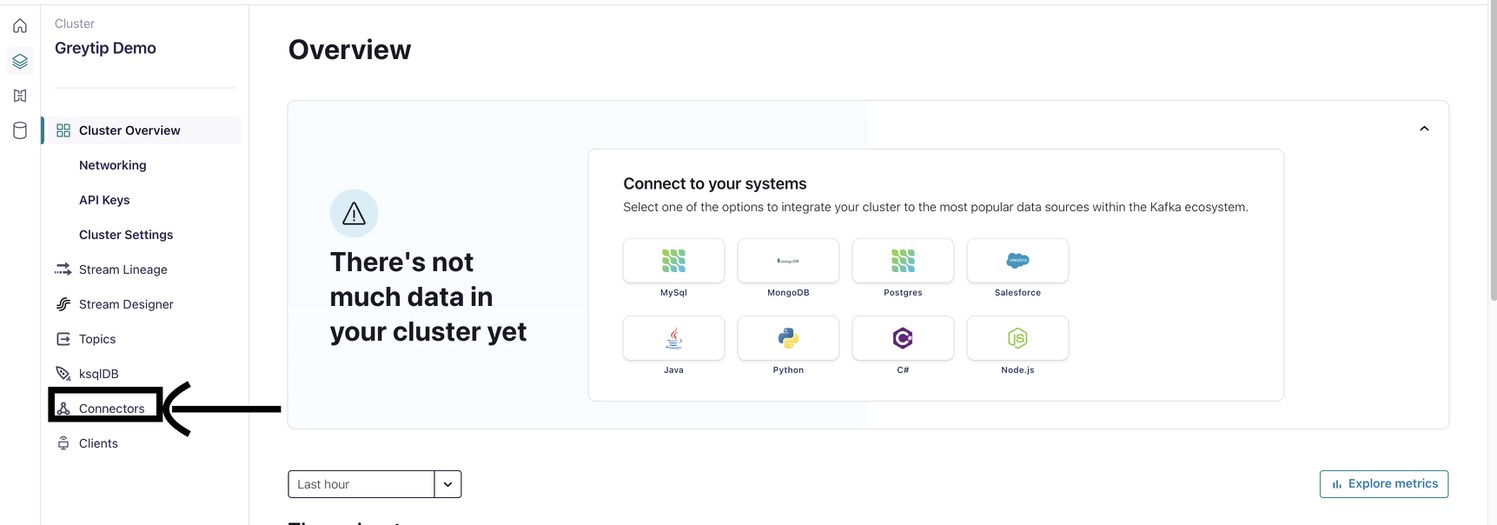 Cluster
Greytip Demo
Cluster Overview
Networking
API Keys
Cluster Settings
Stream Lineage
Stream Designer
Topics
ksqlDB
Connectors
Clients
Overview
There's not
much data in
your cluster yet
Connect to your systems
Select one of the options to integrate your cluster to the most popular data sources within the Kafka ecosystem.
mongoDB
salesforce
MySql
MongoDB
Postgres
Salesforce
Java
Python
C#
Node.js
Last hour
Explore metrics